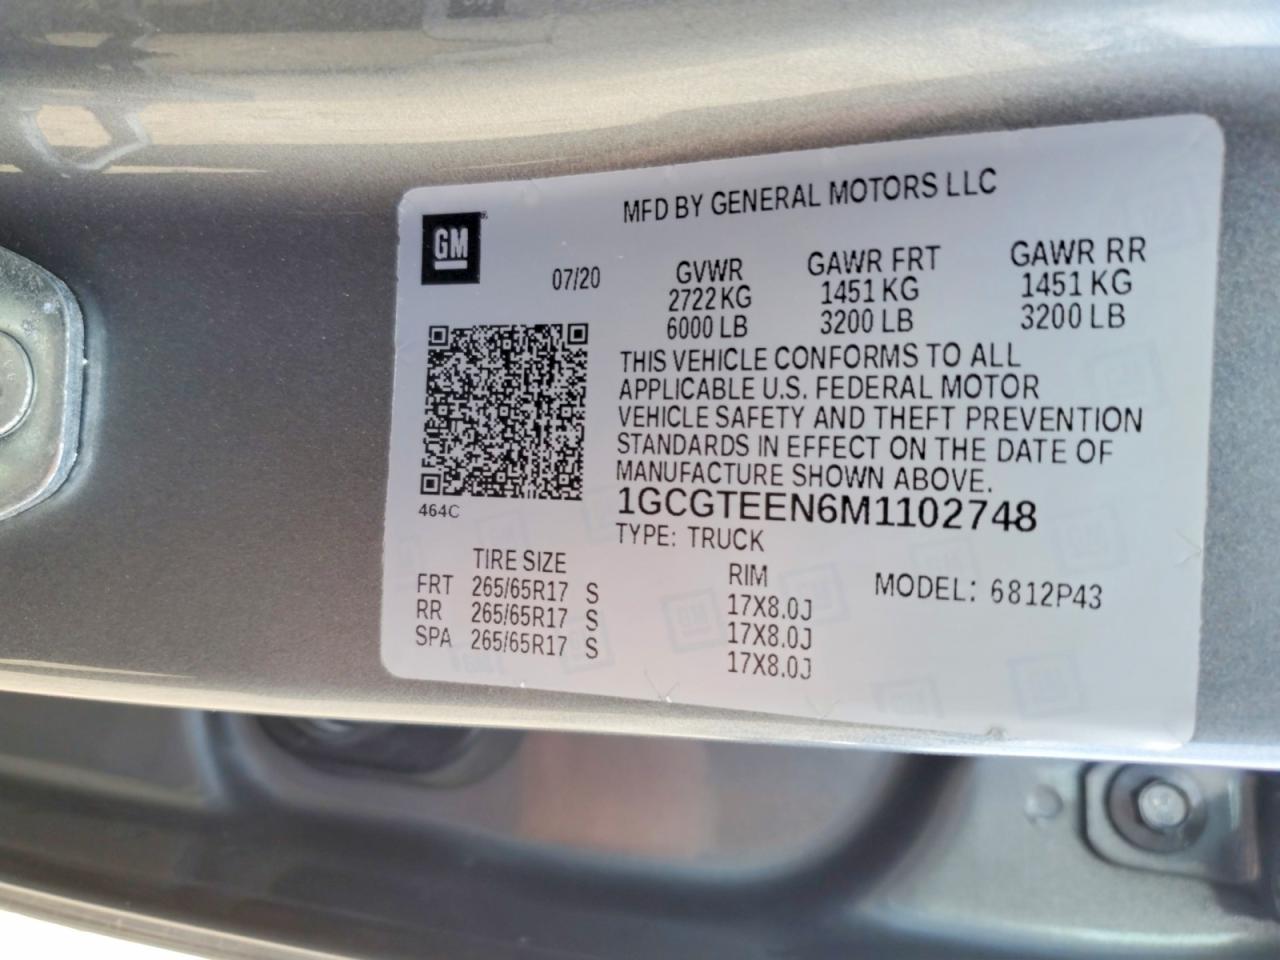 MFD BY GENERAL MOTORS LLC
GM
07/20
GVWR GAWR FRT GAWR RR
2722 KG 1451 KG 1451 KG
6000 LB 3200 LB 3200 LB
THIS VEHICLE CONFORMS TO ALL
APPLICABLE U.S. FEDERAL MOTOR
VEHICLE SAFETY AND THEFT PREVENTION
STANDARDS IN EFFECT ON THE DATE OF
MANUFACTURE SHOWN ABOVE.
464C
1GCGTEEN6M1102748
TYPE: TRUCK
TIRE SIZE RIM MODEL: 6812P43
FRT 265/65R17 S 17X8.0J
RR 265/65R17 S 17X8.0J
SPA 265/65R17 S 17X8.0J